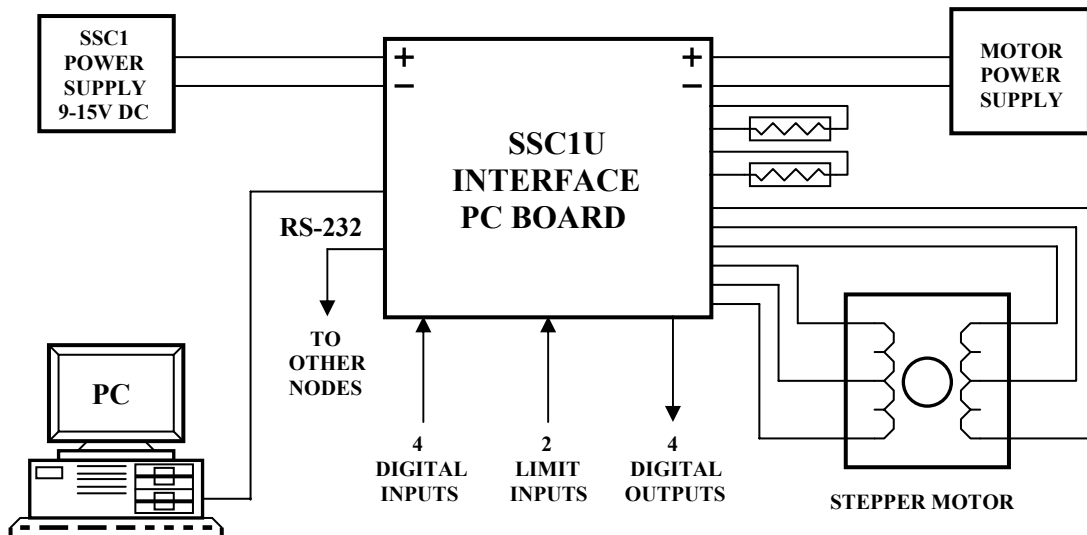 SSC1
POWER
SUPPLY
9-15V DC
+
−
SSC1U
INTERFACE
PC BOARD
+
−
MOTOR
POWER
SUPPLY
RS-232
TO
OTHER
NODES
PC
4
DIGITAL
INPUTS
2
LIMIT
INPUTS
4
DIGITAL
OUTPUTS
STEPPER MOTOR